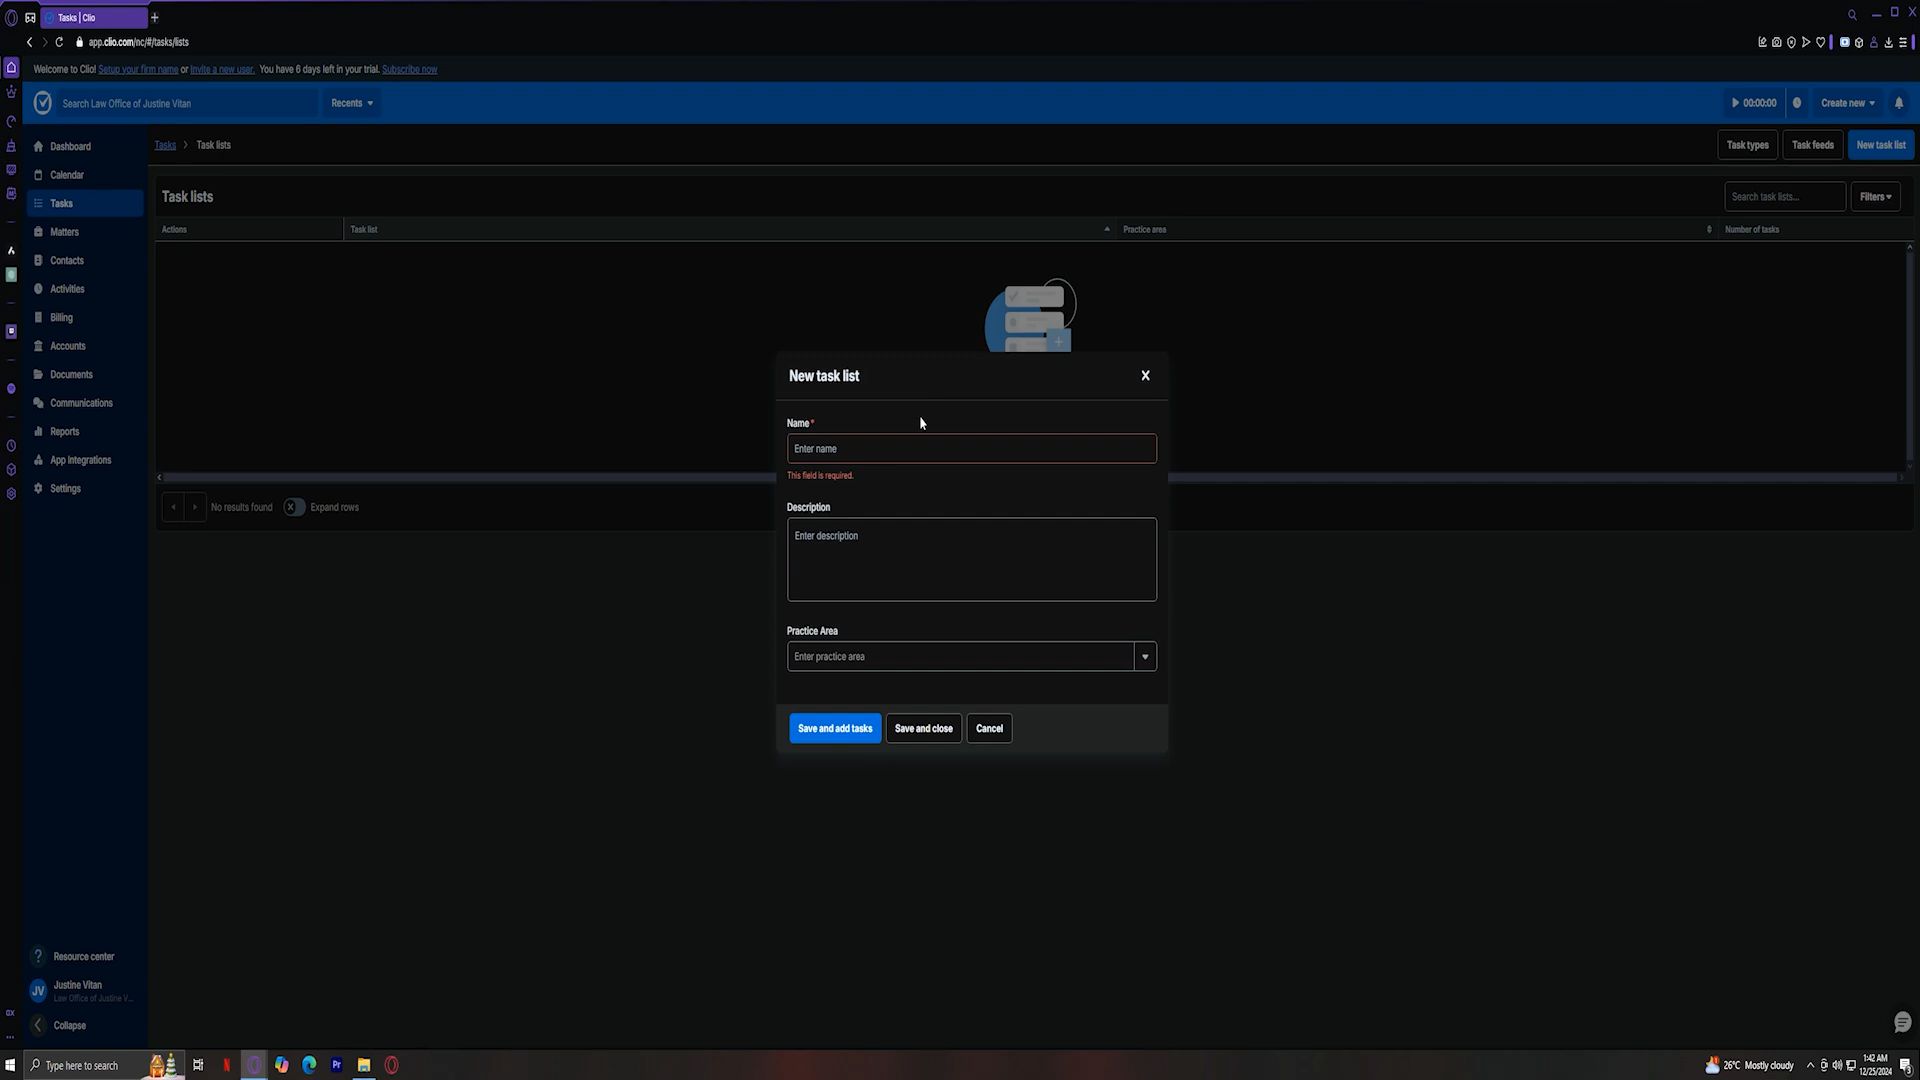 Tasks | Clio
app.clio.com/nc/#/tasks/lists
Welcome to Clio! Setup your firm name or Invite a new user. You have 6 days left in your trial. Subscribe now
Search Law Office of Justine Vitan
Recents
00:00:00
Create new
Dashboard
Calendar
Tasks
Matters
Contacts
Activities
Billing
Accounts
Documents
Communications
Reports
App Integrations
Settings
Tasks > Task lists
Task types
Task feeds
New task list
Task lists
Search task lists...
Filters
Actions
Task list
Practice area
Number of tasks
No results found
Expand rows
New task list
X
Name*
Enter name
This field is required.
Description
Enter description
Practice Area
Enter practice area
Save and add tasks
Save and close
Cancel
? Resource center
JV
Justine Vitan
Law Office of Justine V...
Collapse
Type here to search
Pr
26°C Mostly cloudy
1:42 AM
12/25/2024